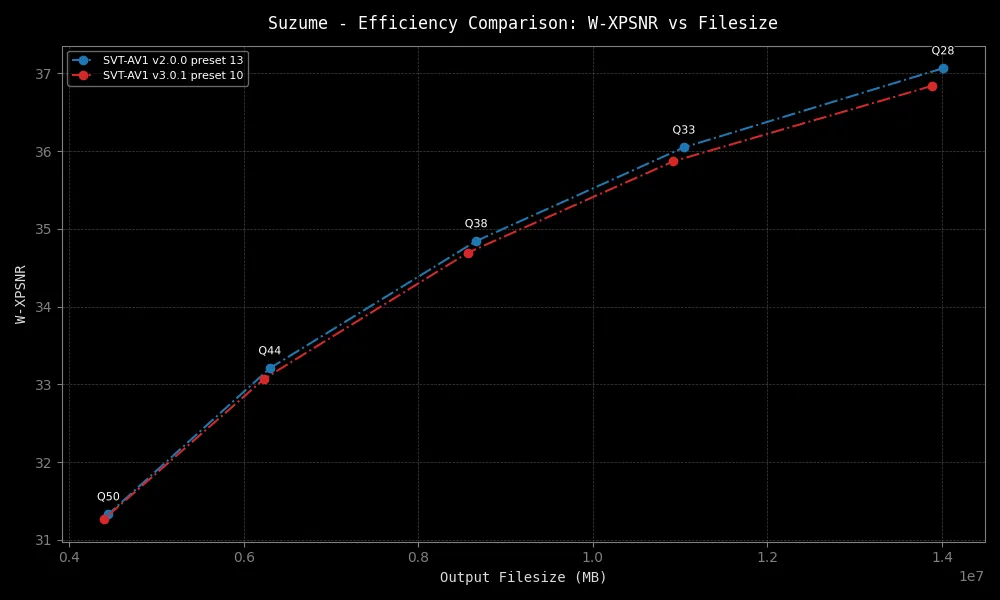 Suzume - Efficiency Comparison: W-XPSNR vs Filesize
SVT-AV1 v2.0.0 preset 13
SVT-AV1 v3.0.1 preset 10
Q28
Q33
Q38
Q44
Q50
37
36
35
34
33
32
31
W-XPSNR
0.4
0.6
0.8
1.0
1.2
1.4
1e7
Output Filesize (MB)